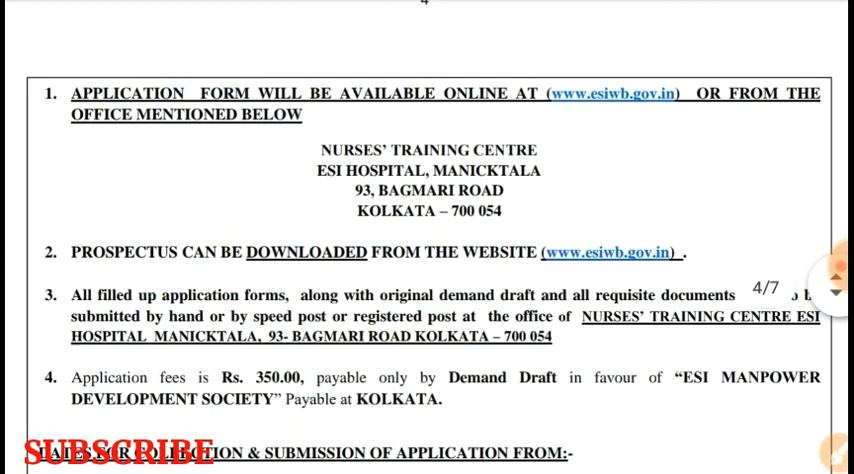 4
1. APPLICATION FORM WILL BE AVAILABLE ONLINE AT (www.esiwb.gov.in) OR FROM THE
OFFICE MENTIONED BELOW
NURSES’ TRAINING CENTRE
ESI HOSPITAL, MANICKTALA
93, BAGMARI ROAD
KOLKATA – 700 054
2. PROSPECTUS CAN BE DOWNLOADED FROM THE WEBSITE (www.esiwb.gov.in) .
3. All filled up application forms, along with original demand draft and all requisite documents
4/7
submitted by hand or by speed post or registered post at the office of NURSES’ TRAINING CENTRE ESI
HOSPITAL MANICKTALA, 93- BAGMARI ROAD KOLKATA – 700 054
4. Application fees is Rs. 350.00, payable only by Demand Draft in favour of “ESI MANPOWER
DEVELOPMENT SOCIETY” Payable at KOLKATA.
SUBSCRIBE
& SUBMISSION OF APPLICATION FROM:-